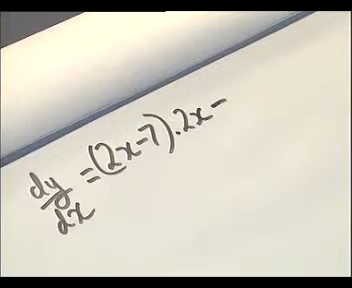 dy/dx = (2x-7).2x-